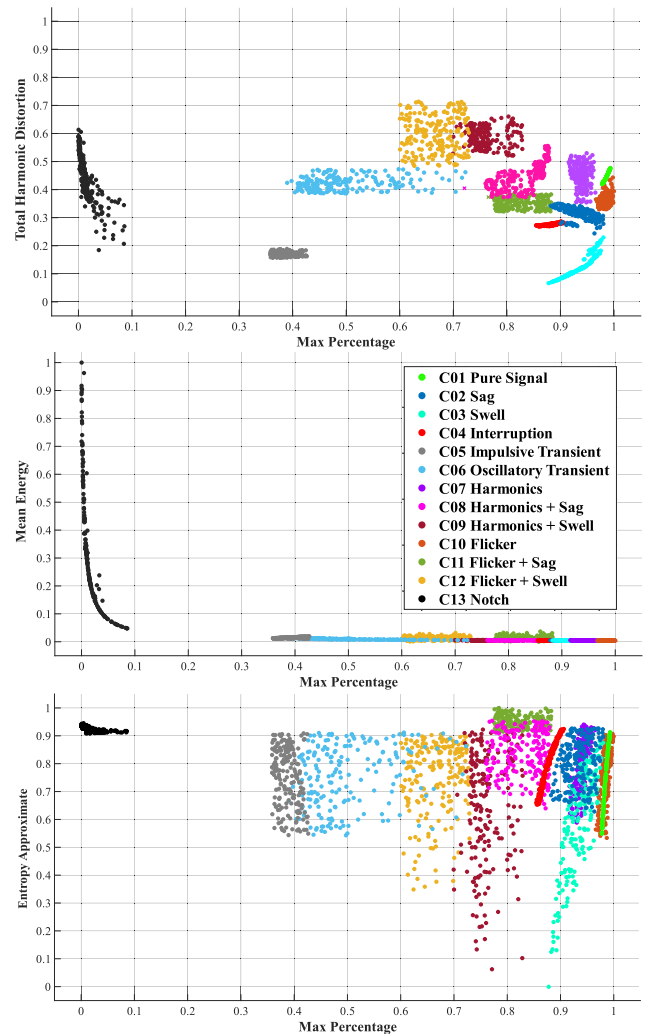 1
0.9
0.8
0.7
0.6
0.5
0.4
0.3
0.2
0.1
0
Total Harmonic Distortion
0 0.1 0.2 0.3 0.4 0.5 0.6 0.7 0.8 0.9 1
Max Percentage
1
0.9
0.8
0.7
0.6
0.5
0.4
0.3
0.2
0.1
0
Mean Energy
C01 Pure Signal
C02 Sag
C03 Swell
C04 Interruption
C05 Impulsive Transient
C06 Oscillatory Transient
C07 Harmonics
C08 Harmonics + Sag
C09 Harmonics + Swell
C10 Flicker
C11 Flicker + Sag
C12 Flicker + Swell
C13 Notch
0 0.1 0.2 0.3 0.4 0.5 0.6 0.7 0.8 0.9 1
Max Percentage
1
0.9
0.8
0.7
0.6
0.5
0.4
0.3
0.2
0.1
0
Entropy Approximate
0 0.1 0.2 0.3 0.4 0.5 0.6 0.7 0.8 0.9 1
Max Percentage